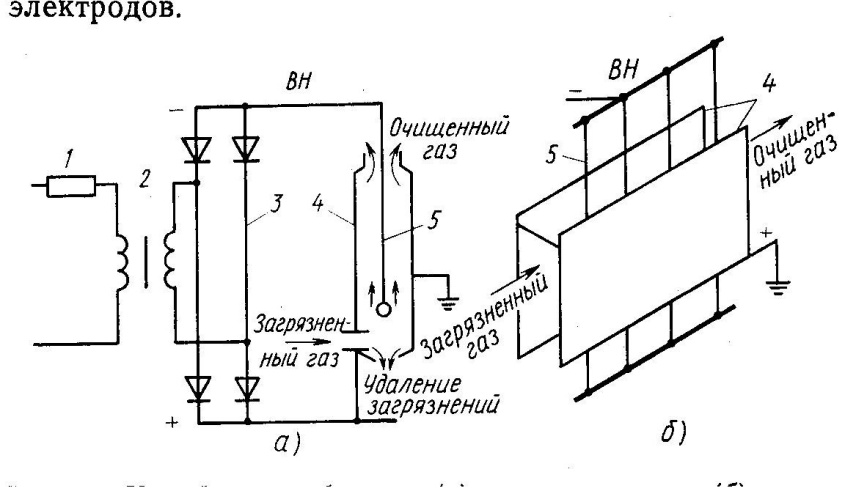 электродов.
ВН
−
1
2
3
4
5
Очищенный
газ
Загрязнен-
ный газ
Удаление
загрязнений
+
а)
ВН
−
4
5
Очищен-
ный газ
+
Загрязненный
газ
б)